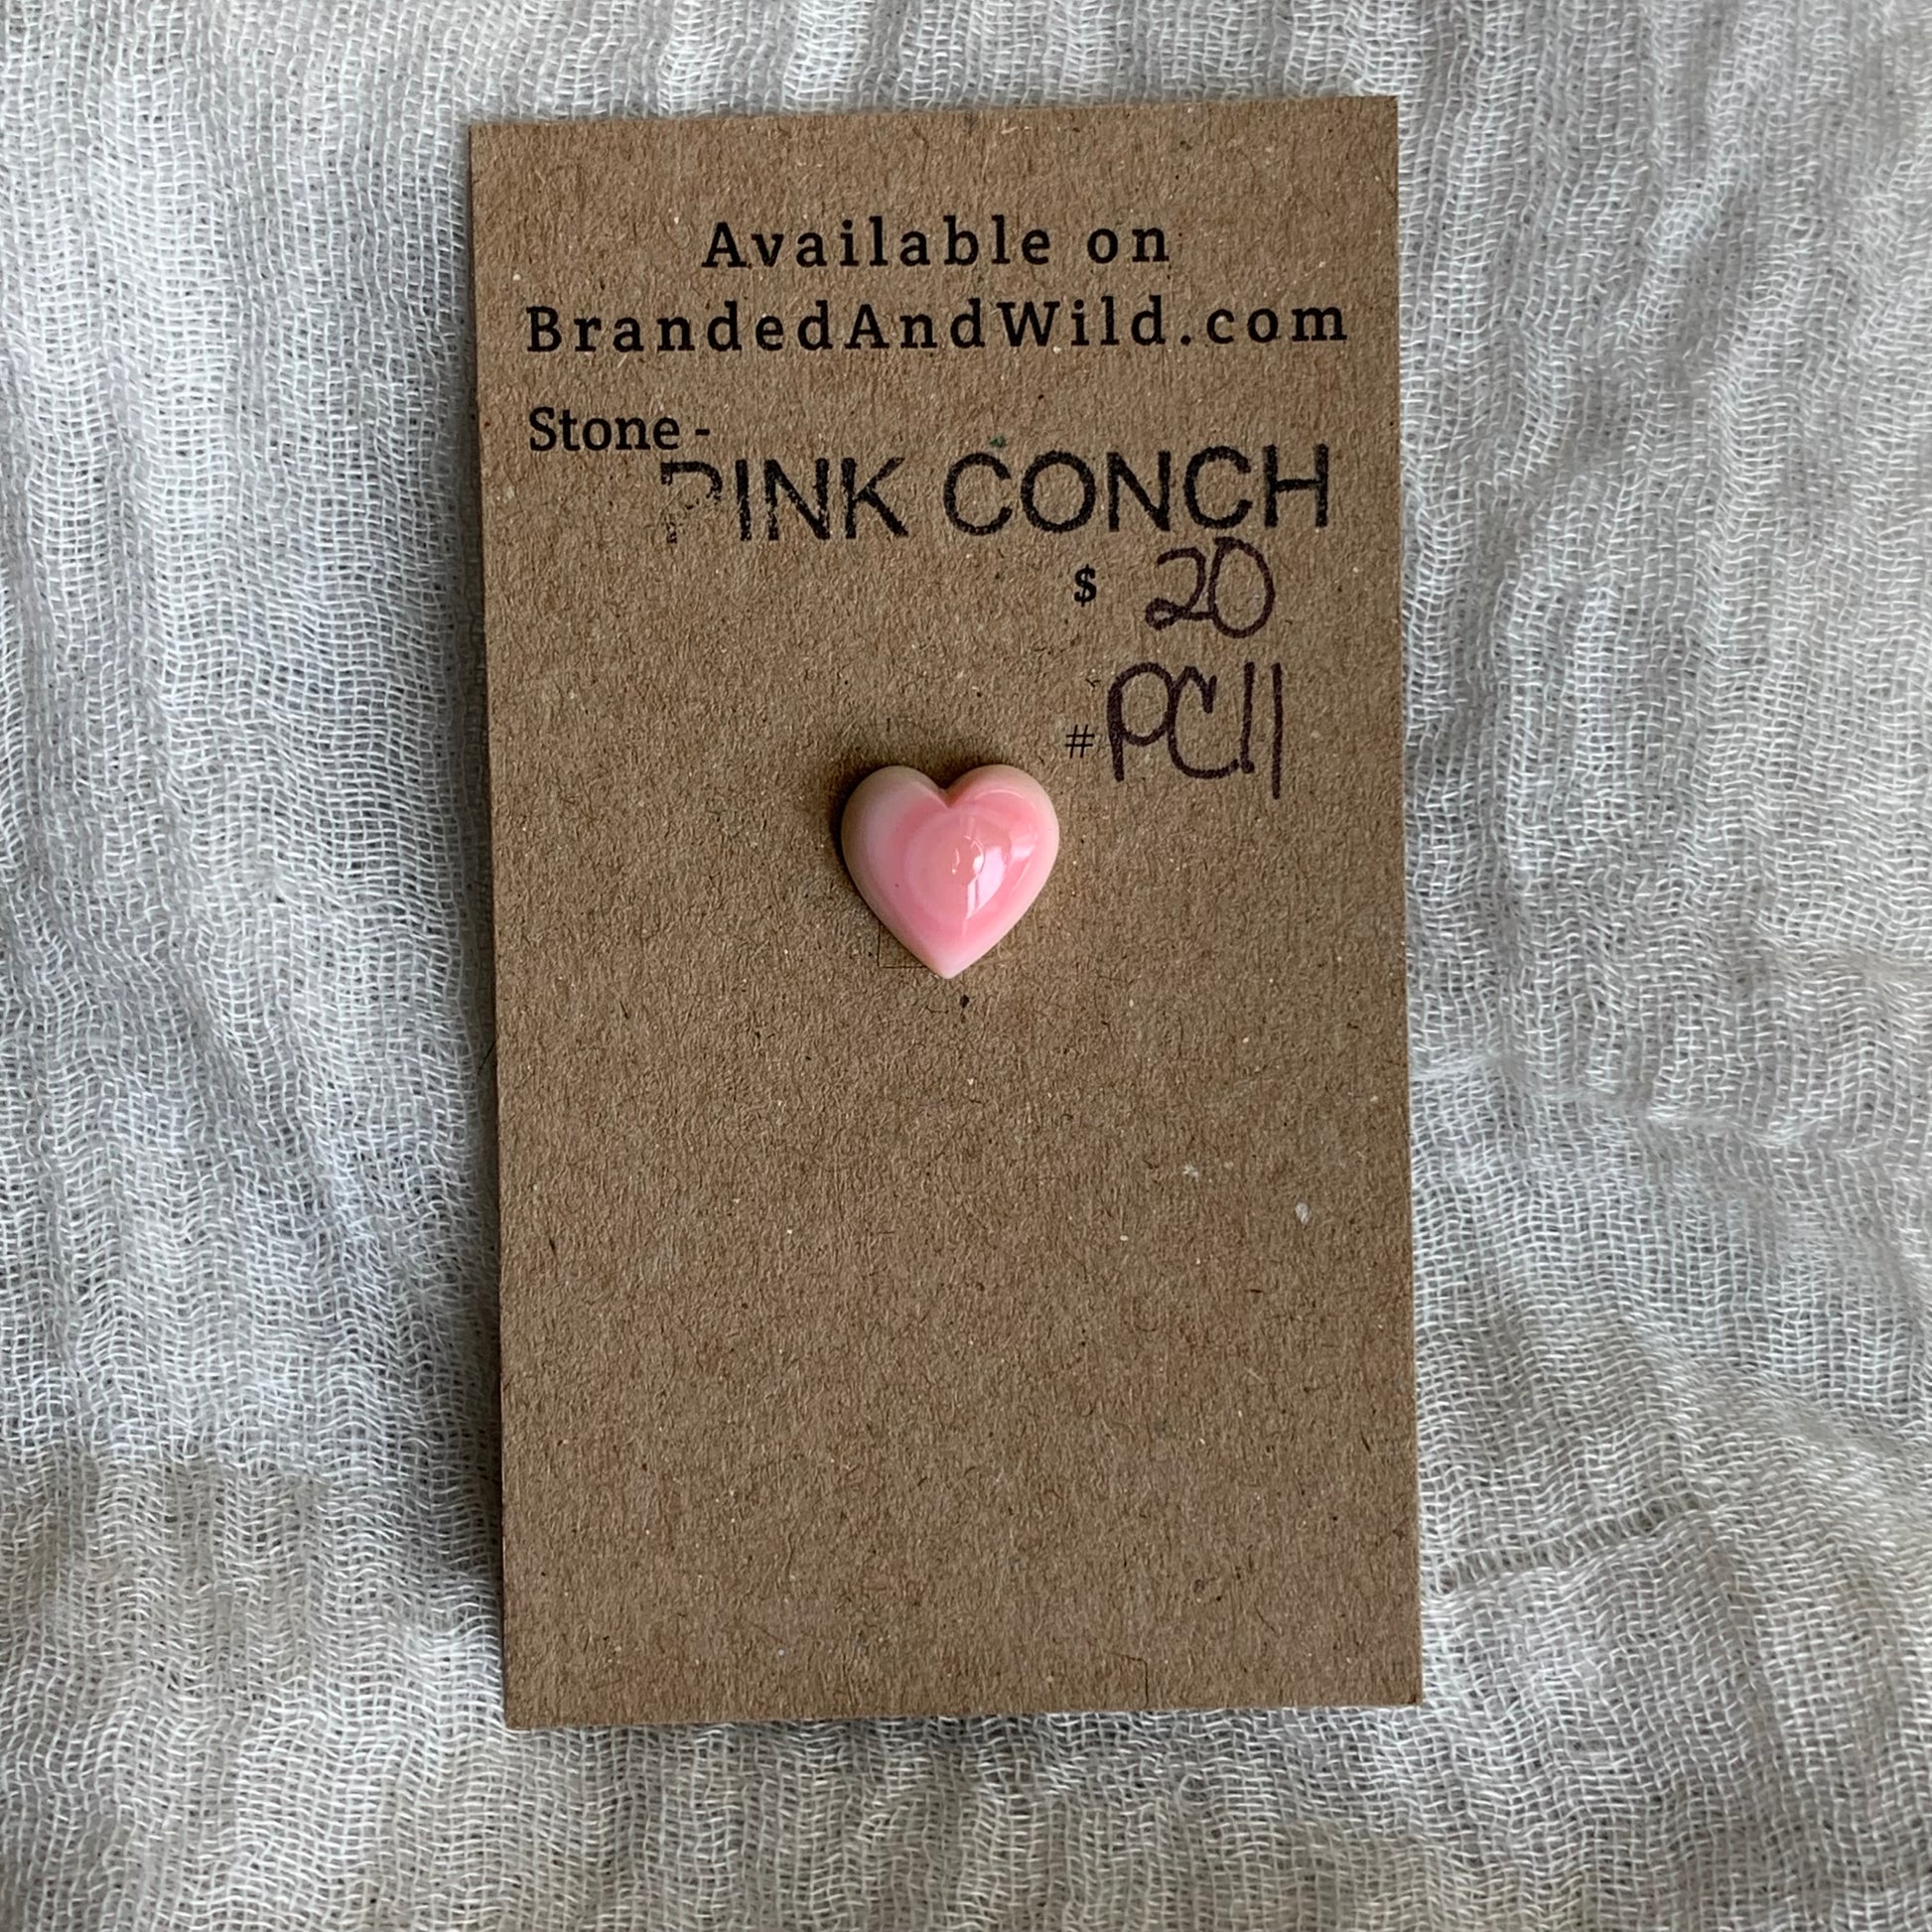 Available on
BrandedAndWild.com
Stone -
PINK CONCH
$ 20
# PC11